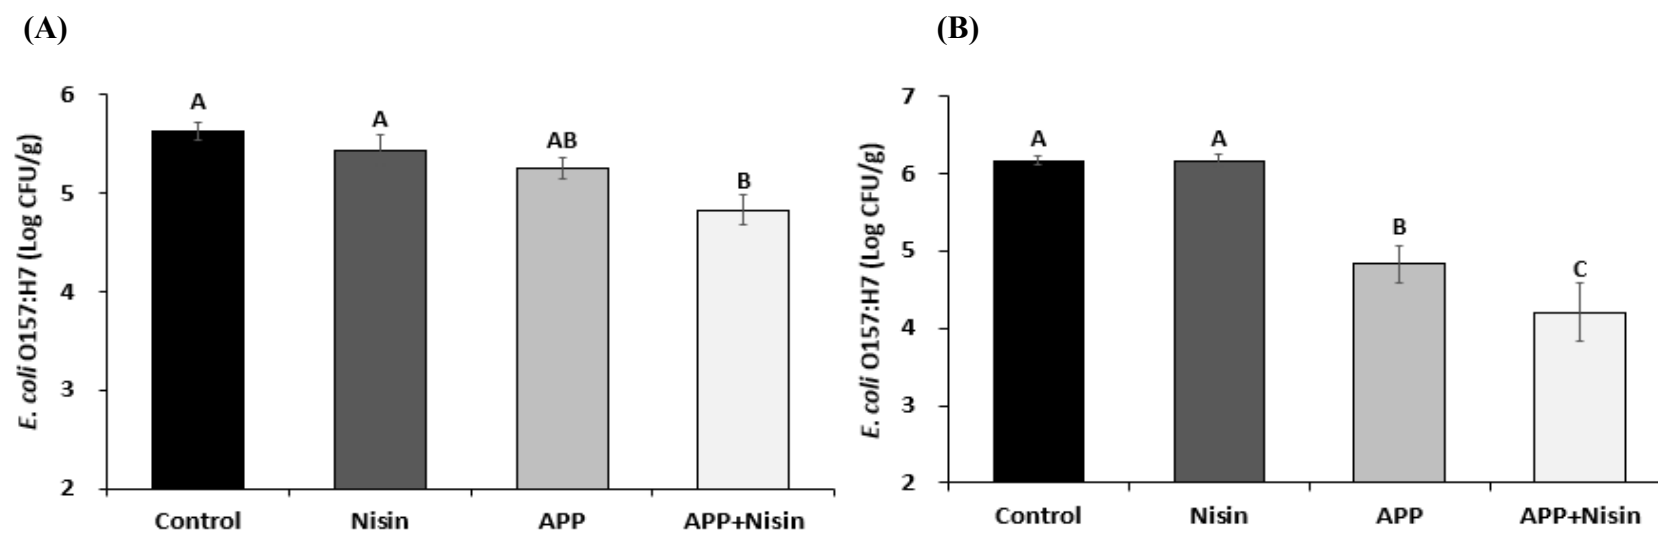 (A)
E. coli O157:H7 (Log CFU/g)
6
5
4
3
2
A
A
AB
B
Control
Nisin
APP
APP+Nisin
(B)
E. coli O157:H7 (Log CFU/g)
7
6
5
4
3
2
A
A
B
C
Control
Nisin
APP
APP+Nisin